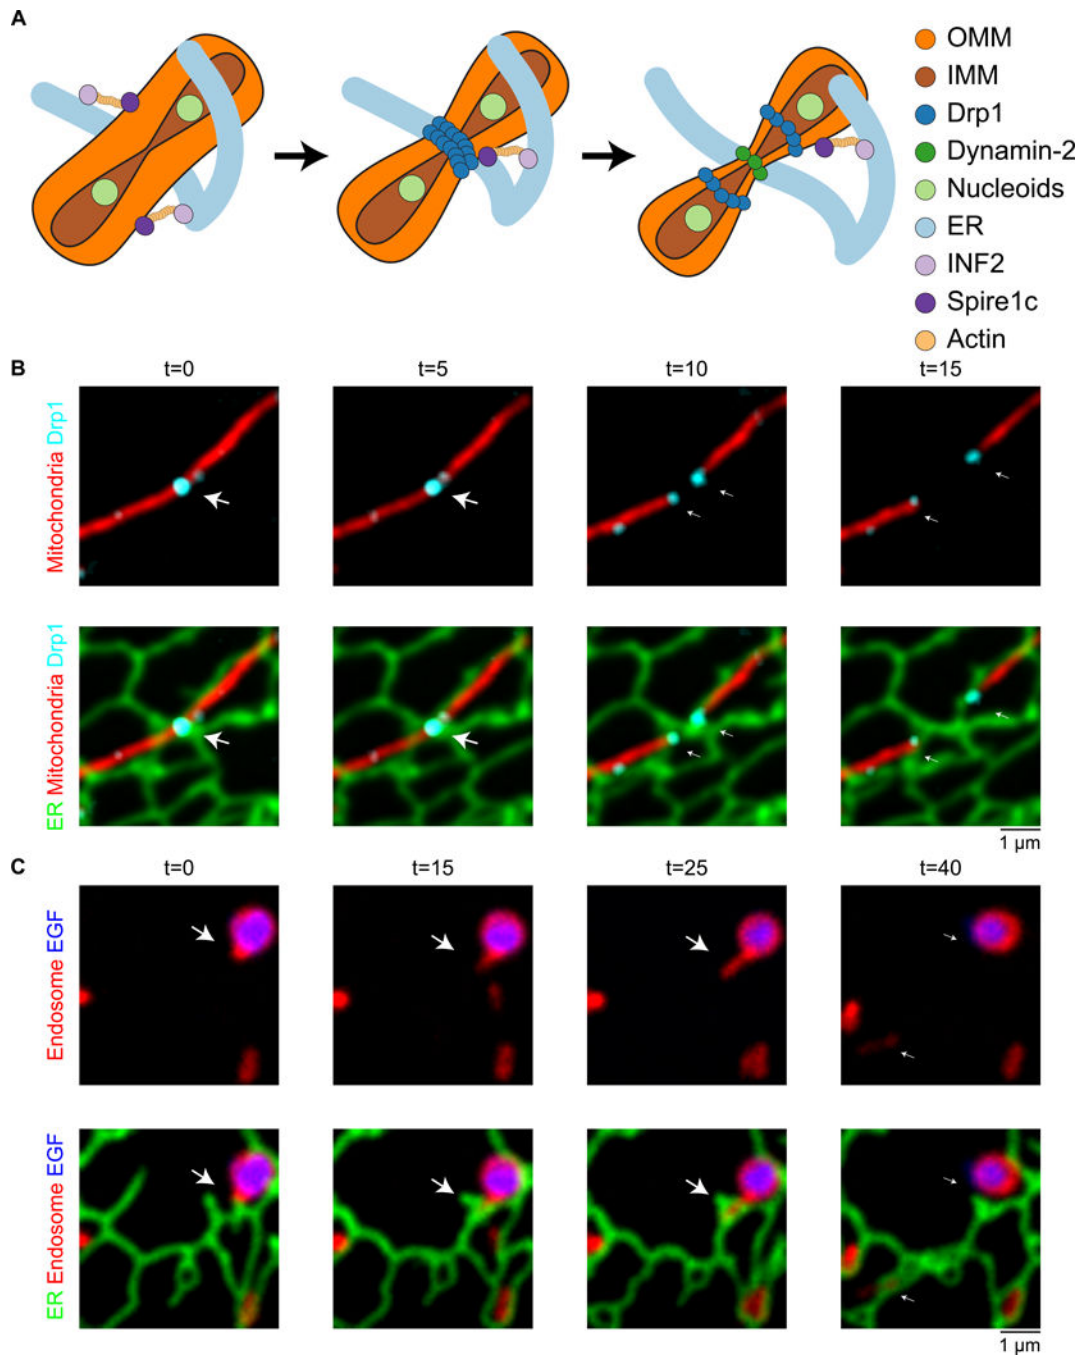 A
OMM
IMM
Drp1
Dynamin-2
Nucleoids
ER
INF2
Spire1c
Actin
B
t=0 t=5 t=10 t=15
Mitochondria Drp1
ER Mitochondria Drp1
1 µm
C
t=0 t=15 t=25 t=40
Endosome EGF
ER Endosome EGF
1 µm